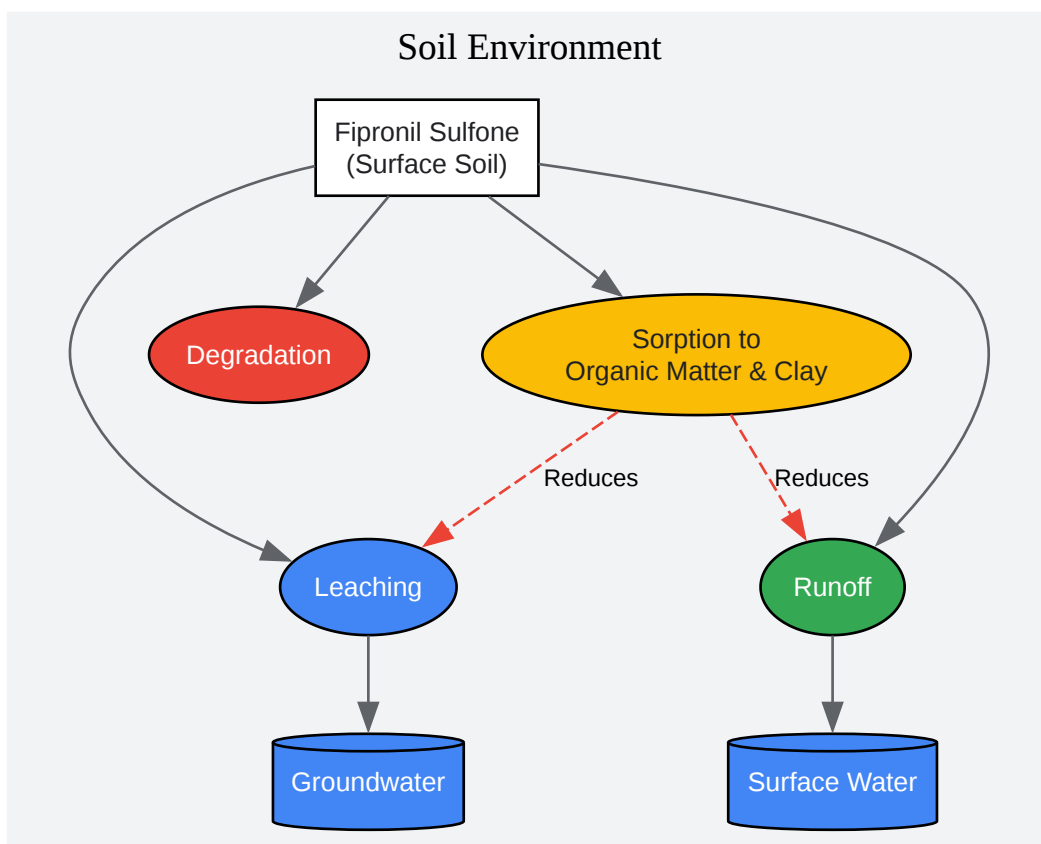 Soil Environment
Fipronil Sulfone
(Surface Soil)
Degradation
Sorption to
Organic Matter & Clay
Reduces
Reduces
Leaching
Runoff
Groundwater
Surface Water